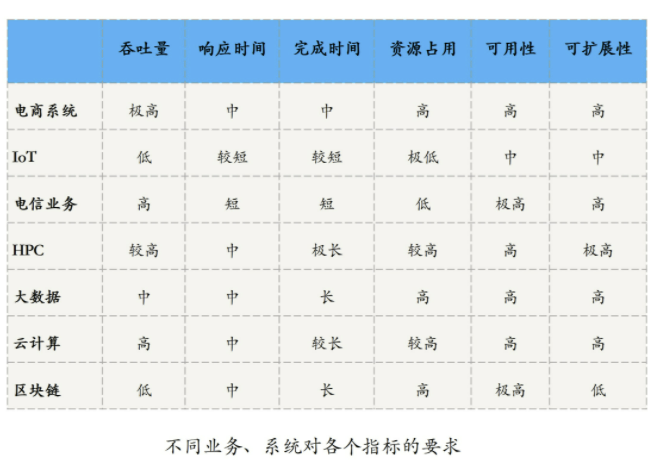 吞吐量 响应时间 完成时间 资源占用 可用性 可扩展性
电商系统 极高 中 中 高 高 高
IoT 低 较短 较短 极低 中 中
电信业务 高 短 短 低 极高 高
HPC 较高 中 极长 较高 高 极高
大数据 中 中 长 高 高 高
云计算 高 中 较长 较高 高 高
区块链 低 中 长 高 极高 低
不同业务、系统对各个指标的要求